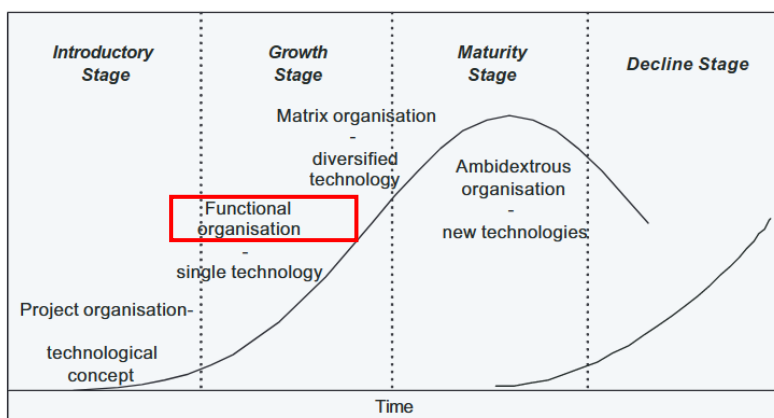 Introductory
Stage
Growth
Stage
Maturity
Stage
Decline Stage
Matrix organisation
-
diversified
technology
Ambidextrous
organisation
-
new technologies
Functional
organisation
-
single technology
Project organisation-
technological
concept
Time